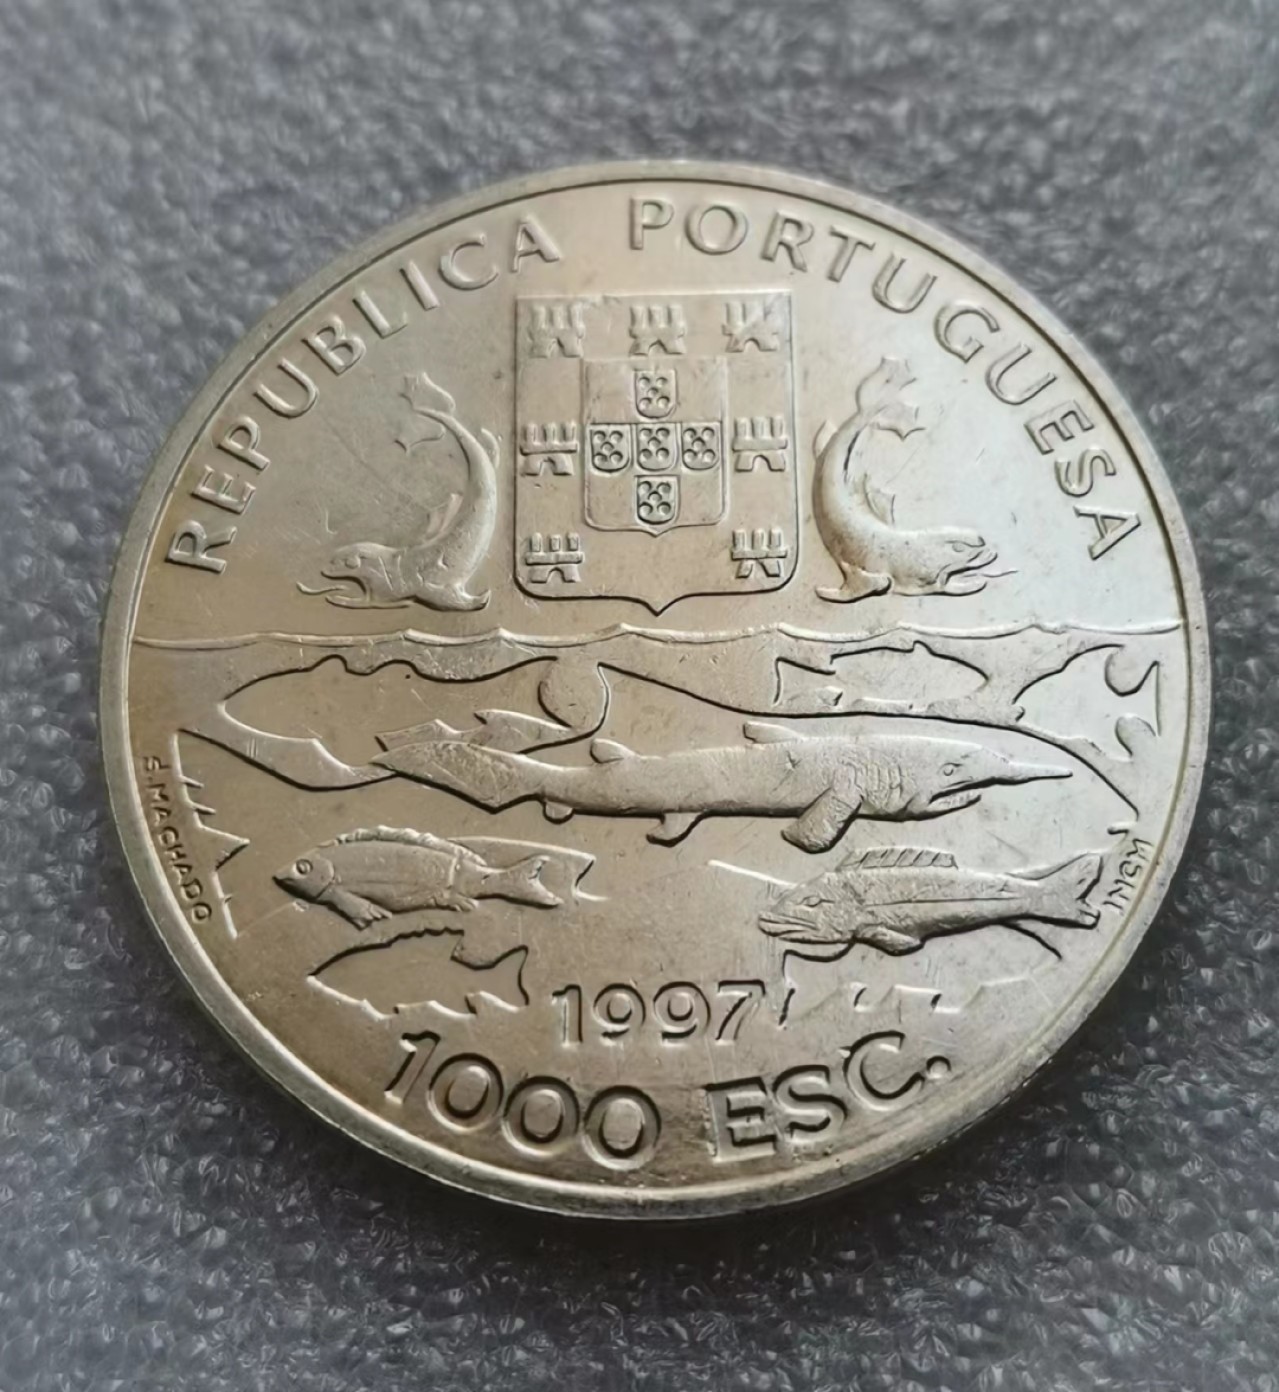 REPUBLICA PORTUGUESA
S.MACHADO
INCM
1997
1000 ESC.